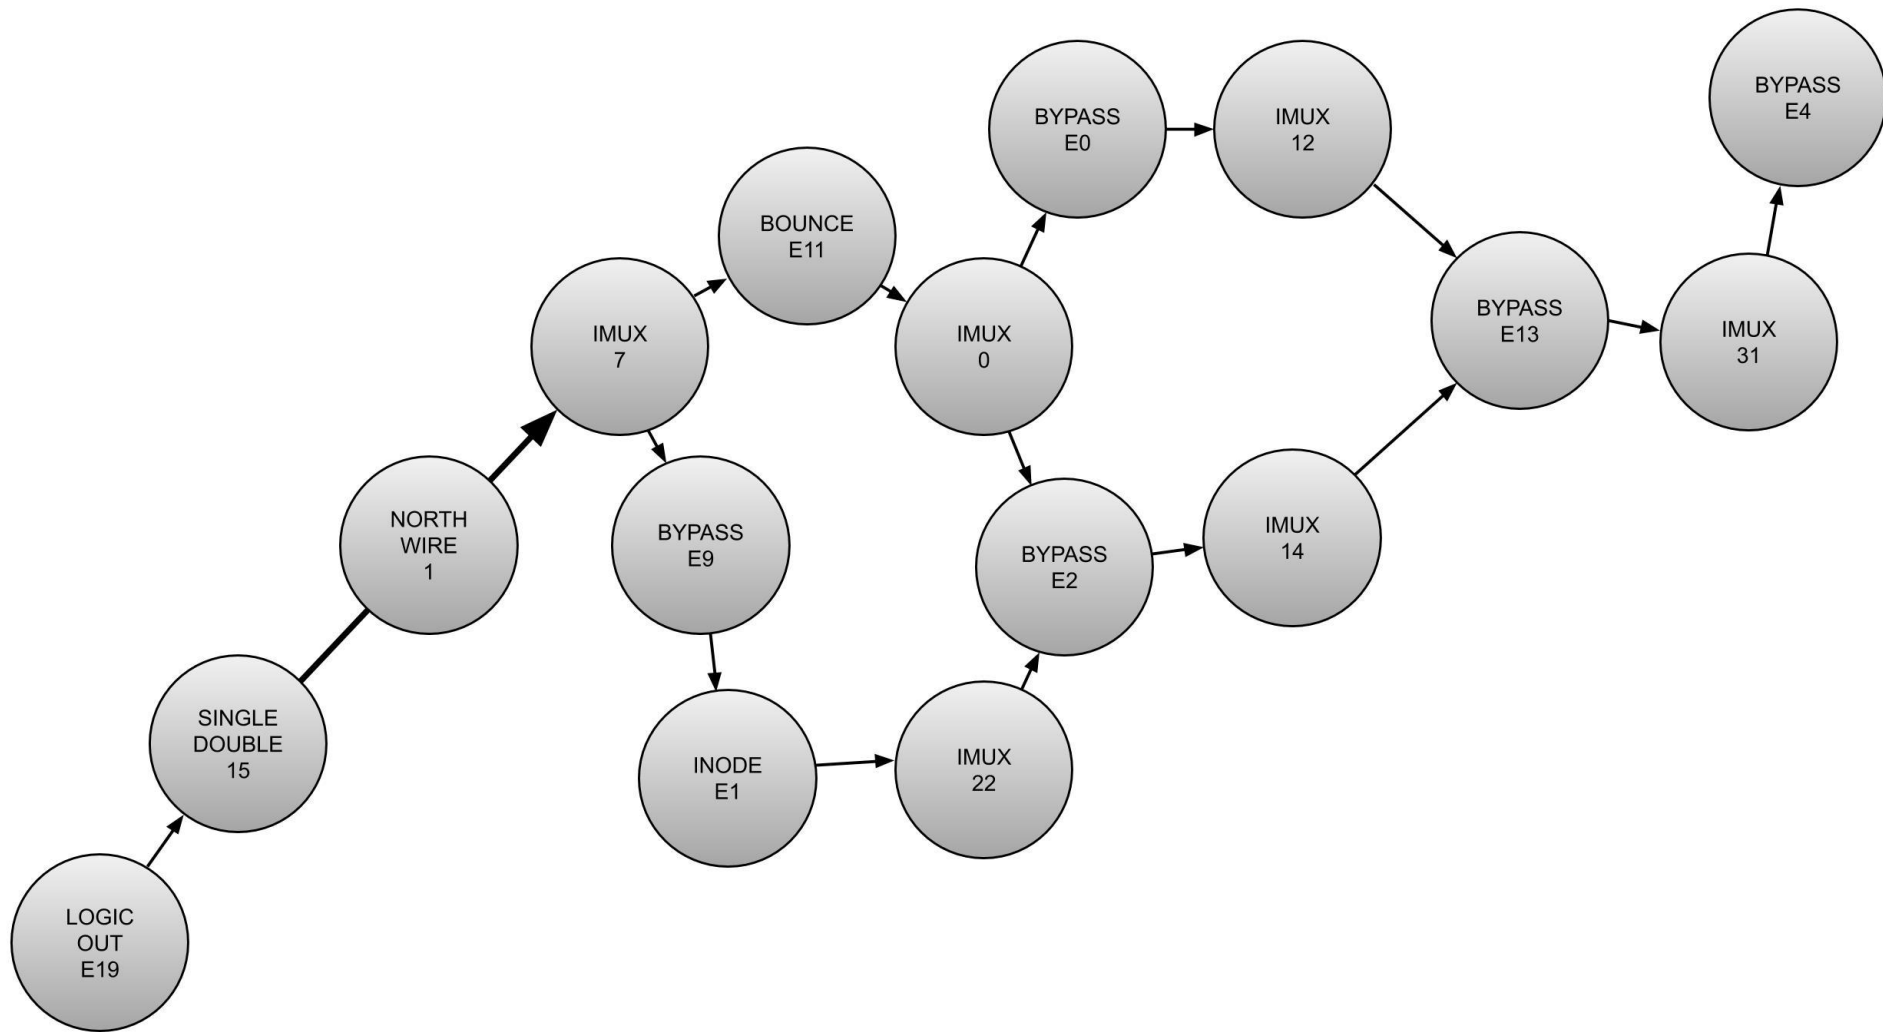 BYPASS
E4
BYPASS
E0
IMUX
12
BOUNCE
E11
IMUX
7
IMUX
0
BYPASS
E13
IMUX
31
NORTH
WIRE
1
BYPASS
E9
BYPASS
E2
IMUX
14
SINGLE
DOUBLE
15
INODE
E1
IMUX
22
LOGIC
OUT
E19